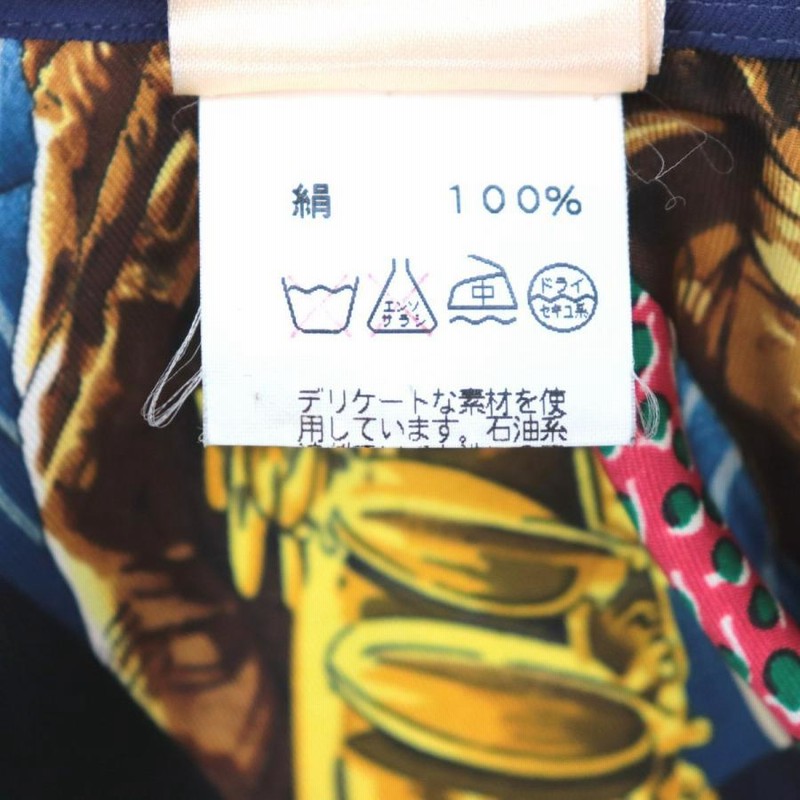 絹 100%
エンソ
サラシ
中
ドライ
セキユ系
デリケートな素材を使
用しています。石油系